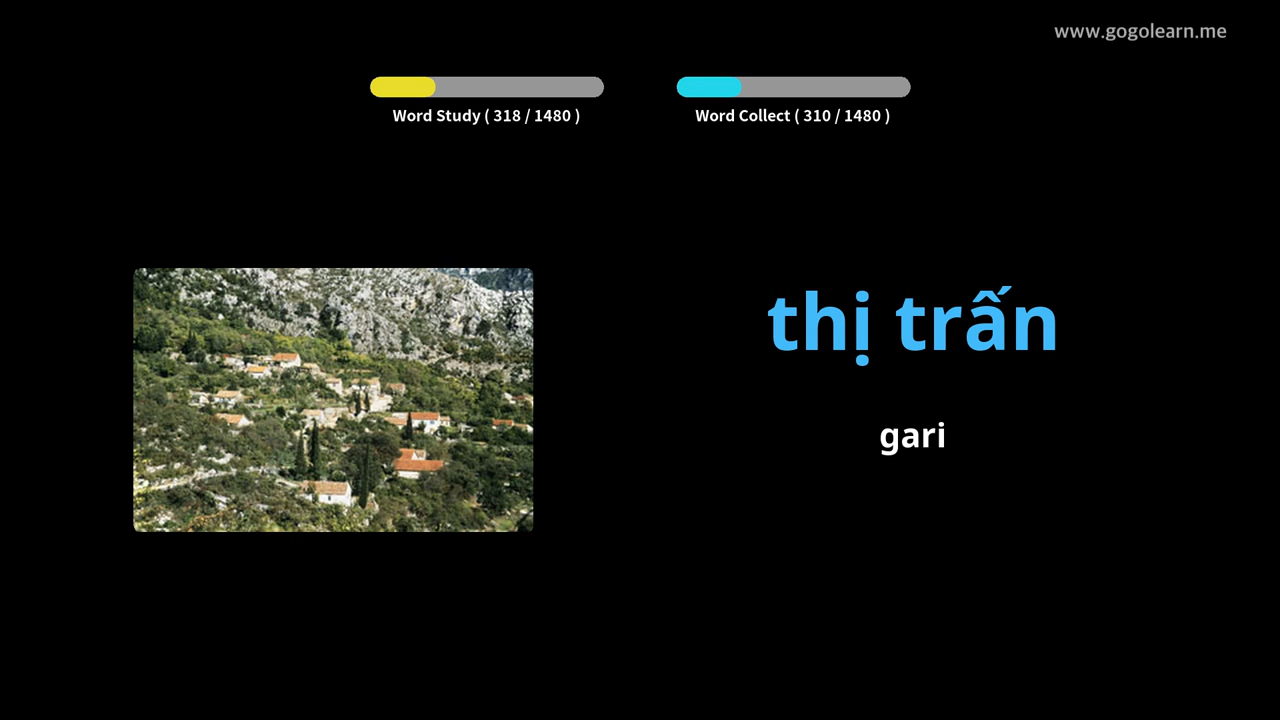 www.gogolearn.me
Word Study ( 318 / 1480 )
Word Collect ( 310 / 1480 )
thị trấn
gari